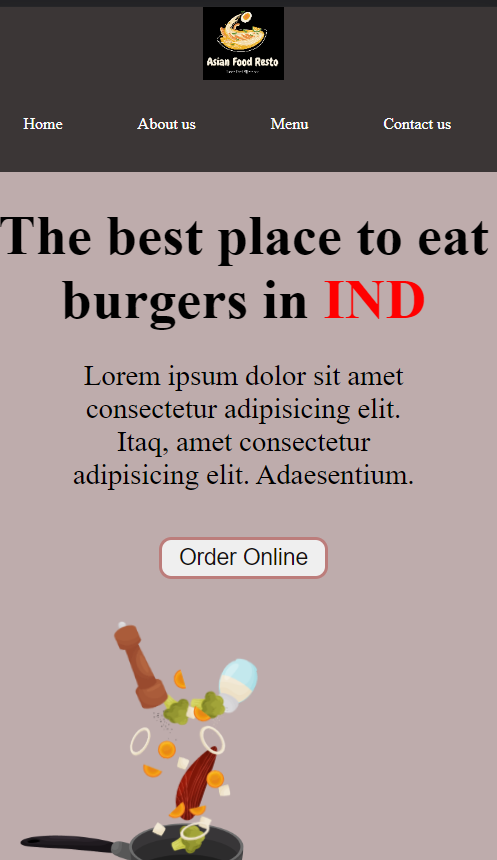 Asian Food Resto
Home About us Menu Contact us
The best place to eat
burgers in IND
Lorem ipsum dolor sit amet
consectetur adipisicing elit.
Itaq, amet consectetur
adipisicing elit. Adaesentium.
Order Online